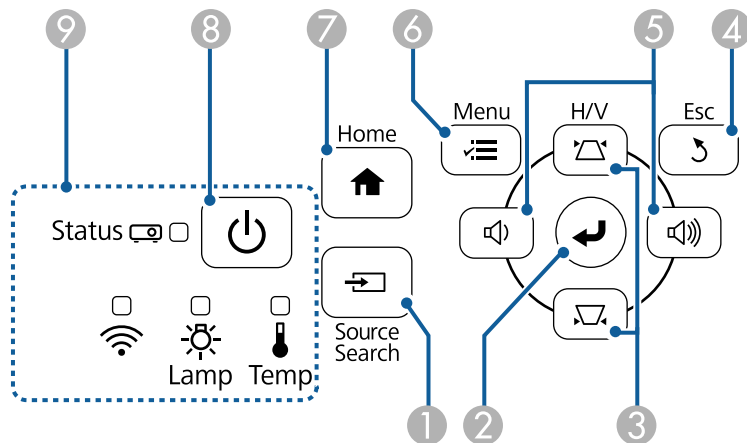 9 8 7 6 5 4
Menu H/V Esc
Home
Status
Source
Search
Lamp Temp
1 2 3